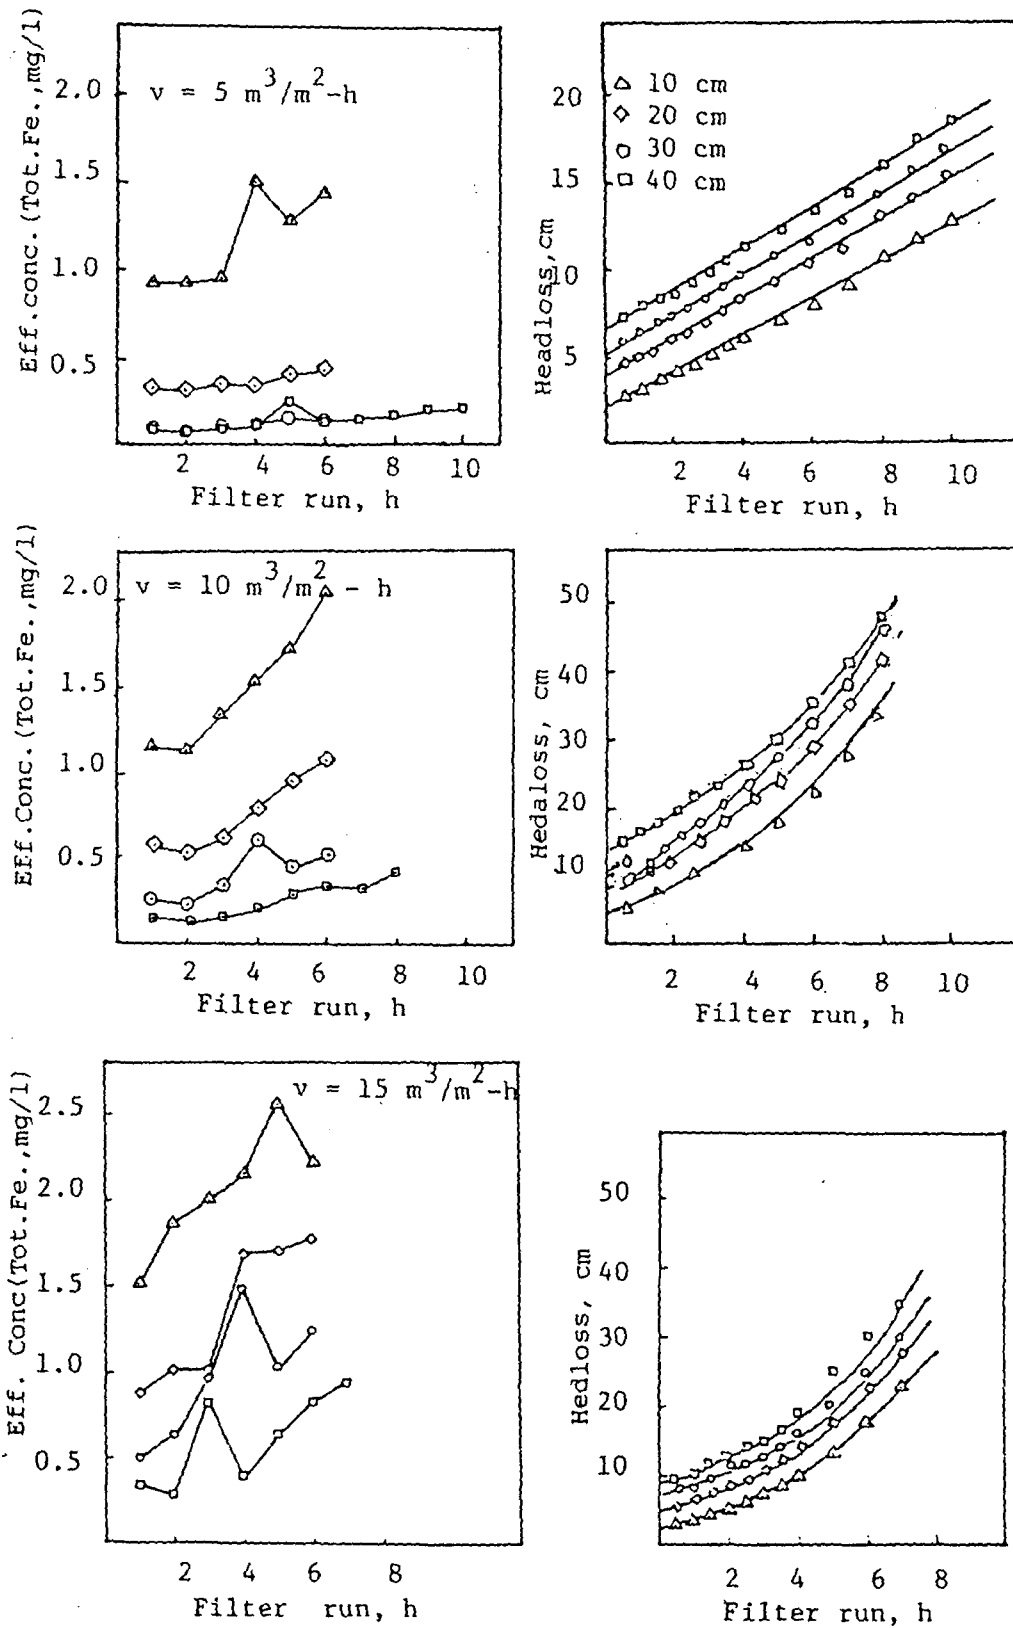 Eff.conc.(Tot.Fe.,mg/l)
2.0
1.5
1.0
0.5
v = 5 m³/m²-h
2 4 6 8 10
Filter run, h
Headloss,cm
20
15
10
5
△ 10 cm
◇ 20 cm
○ 30 cm
□ 40 cm
2 4 6 8 10
Filter run, h
Eff.Conc.(Tot.Fe.,mg/l)
2.0
1.5
1.0
0.5
v = 10 m³/m² - h
2 4 6 8 10
Filter run, h
Hedaloss, cm
50
40
30
20
10
2 4 6 8 10
Filter run, h
Eff. Conc(Tot.Fe.,mg/l)
2.5
2.0
1.5
1.0
0.5
v = 15 m³/m²-h
2 4 6 8
Filter run, h
Hedloss, cm
50
40
30
20
10
2 4 6 8
Filter run, h